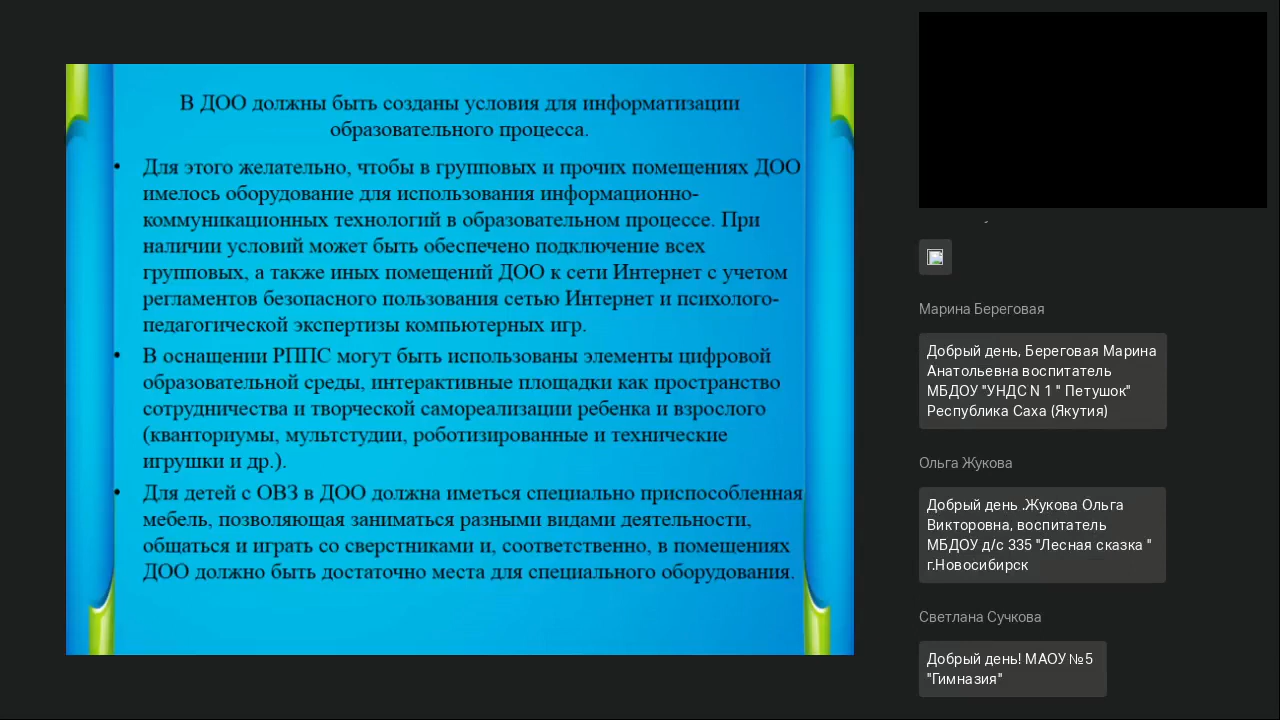 В ДОО должны быть созданы условия для информатизации
образовательного процесса.
• Для этого желательно, чтобы в групповых и прочих помещениях ДОО
имелось оборудование для использования информационно-
коммуникационных технологий в образовательном процессе. При
наличии условий может быть обеспечено подключение всех
групповых, а также иных помещений ДОО к сети Интернет с учетом
регламентов безопасного пользования сетью Интернет и психолого-
педагогической экспертизы компьютерных игр.
• В оснащении РППС могут быть использованы элементы цифровой
образовательной среды, интерактивные площадки как пространство
сотрудничества и творческой самореализации ребенка и взрослого
(кванториумы, мультстудии, роботизированные и технические
игрушки и др.).
• Для детей с ОВЗ в ДОО должна иметься специально приспособленная
мебель, позволяющая заниматься разными видами деятельности,
общаться и играть со сверстниками и, соответственно, в помещениях
ДОО должно быть достаточно места для специального оборудования.
Марина Береговая
Добрый день, Береговая Марина
Анатольевна воспитатель
МБДОУ "УНДС N 1 " Петушок"
Республика Саха (Якутия)
Ольга Жукова
Добрый день .Жукова Ольга
Викторовна, воспитатель
МБДОУ д/с 335 "Лесная сказка "
г.Новосибирск
Светлана Сучкова
Добрый день! МАОУ №5
"Гимназия"